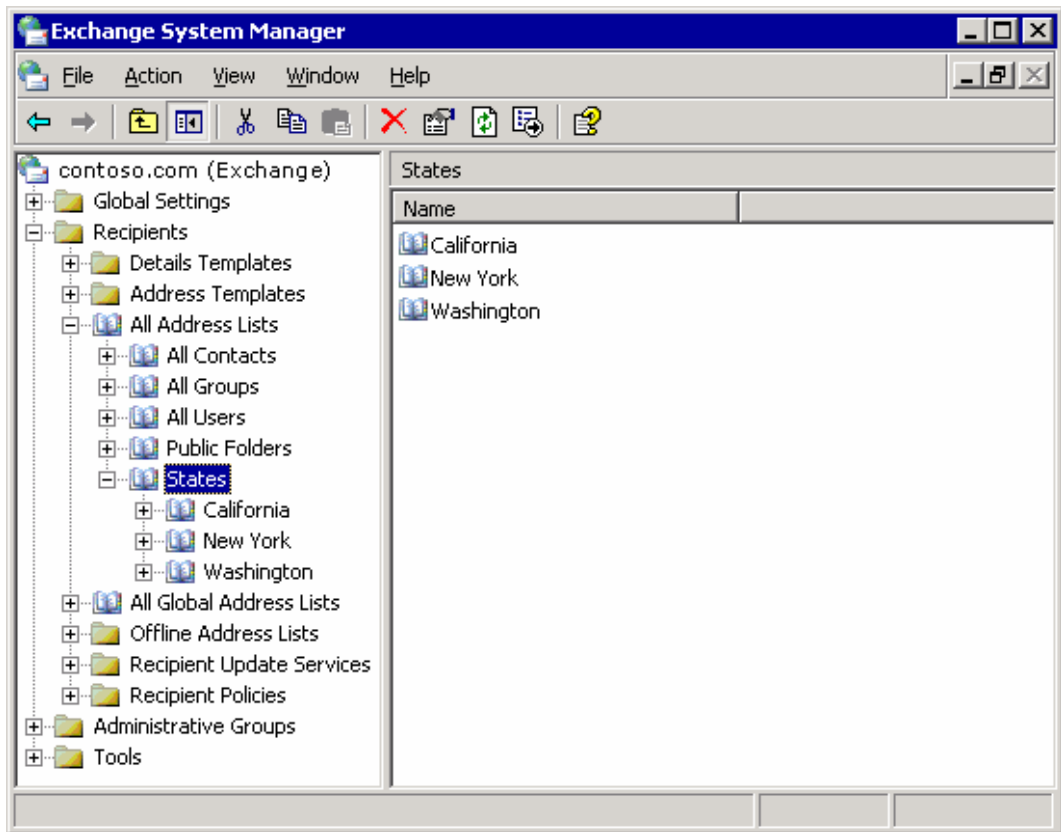 Exchange System Manager
File Action View Window Help
contoso.com (Exchange)
Global Settings
Recipients
Details Templates
Address Templates
All Address Lists
All Contacts
All Groups
All Users
Public Folders
States
California
New York
Washington
All Global Address Lists
Offline Address Lists
Recipient Update Services
Recipient Policies
Administrative Groups
Tools
States
Name
California
New York
Washington